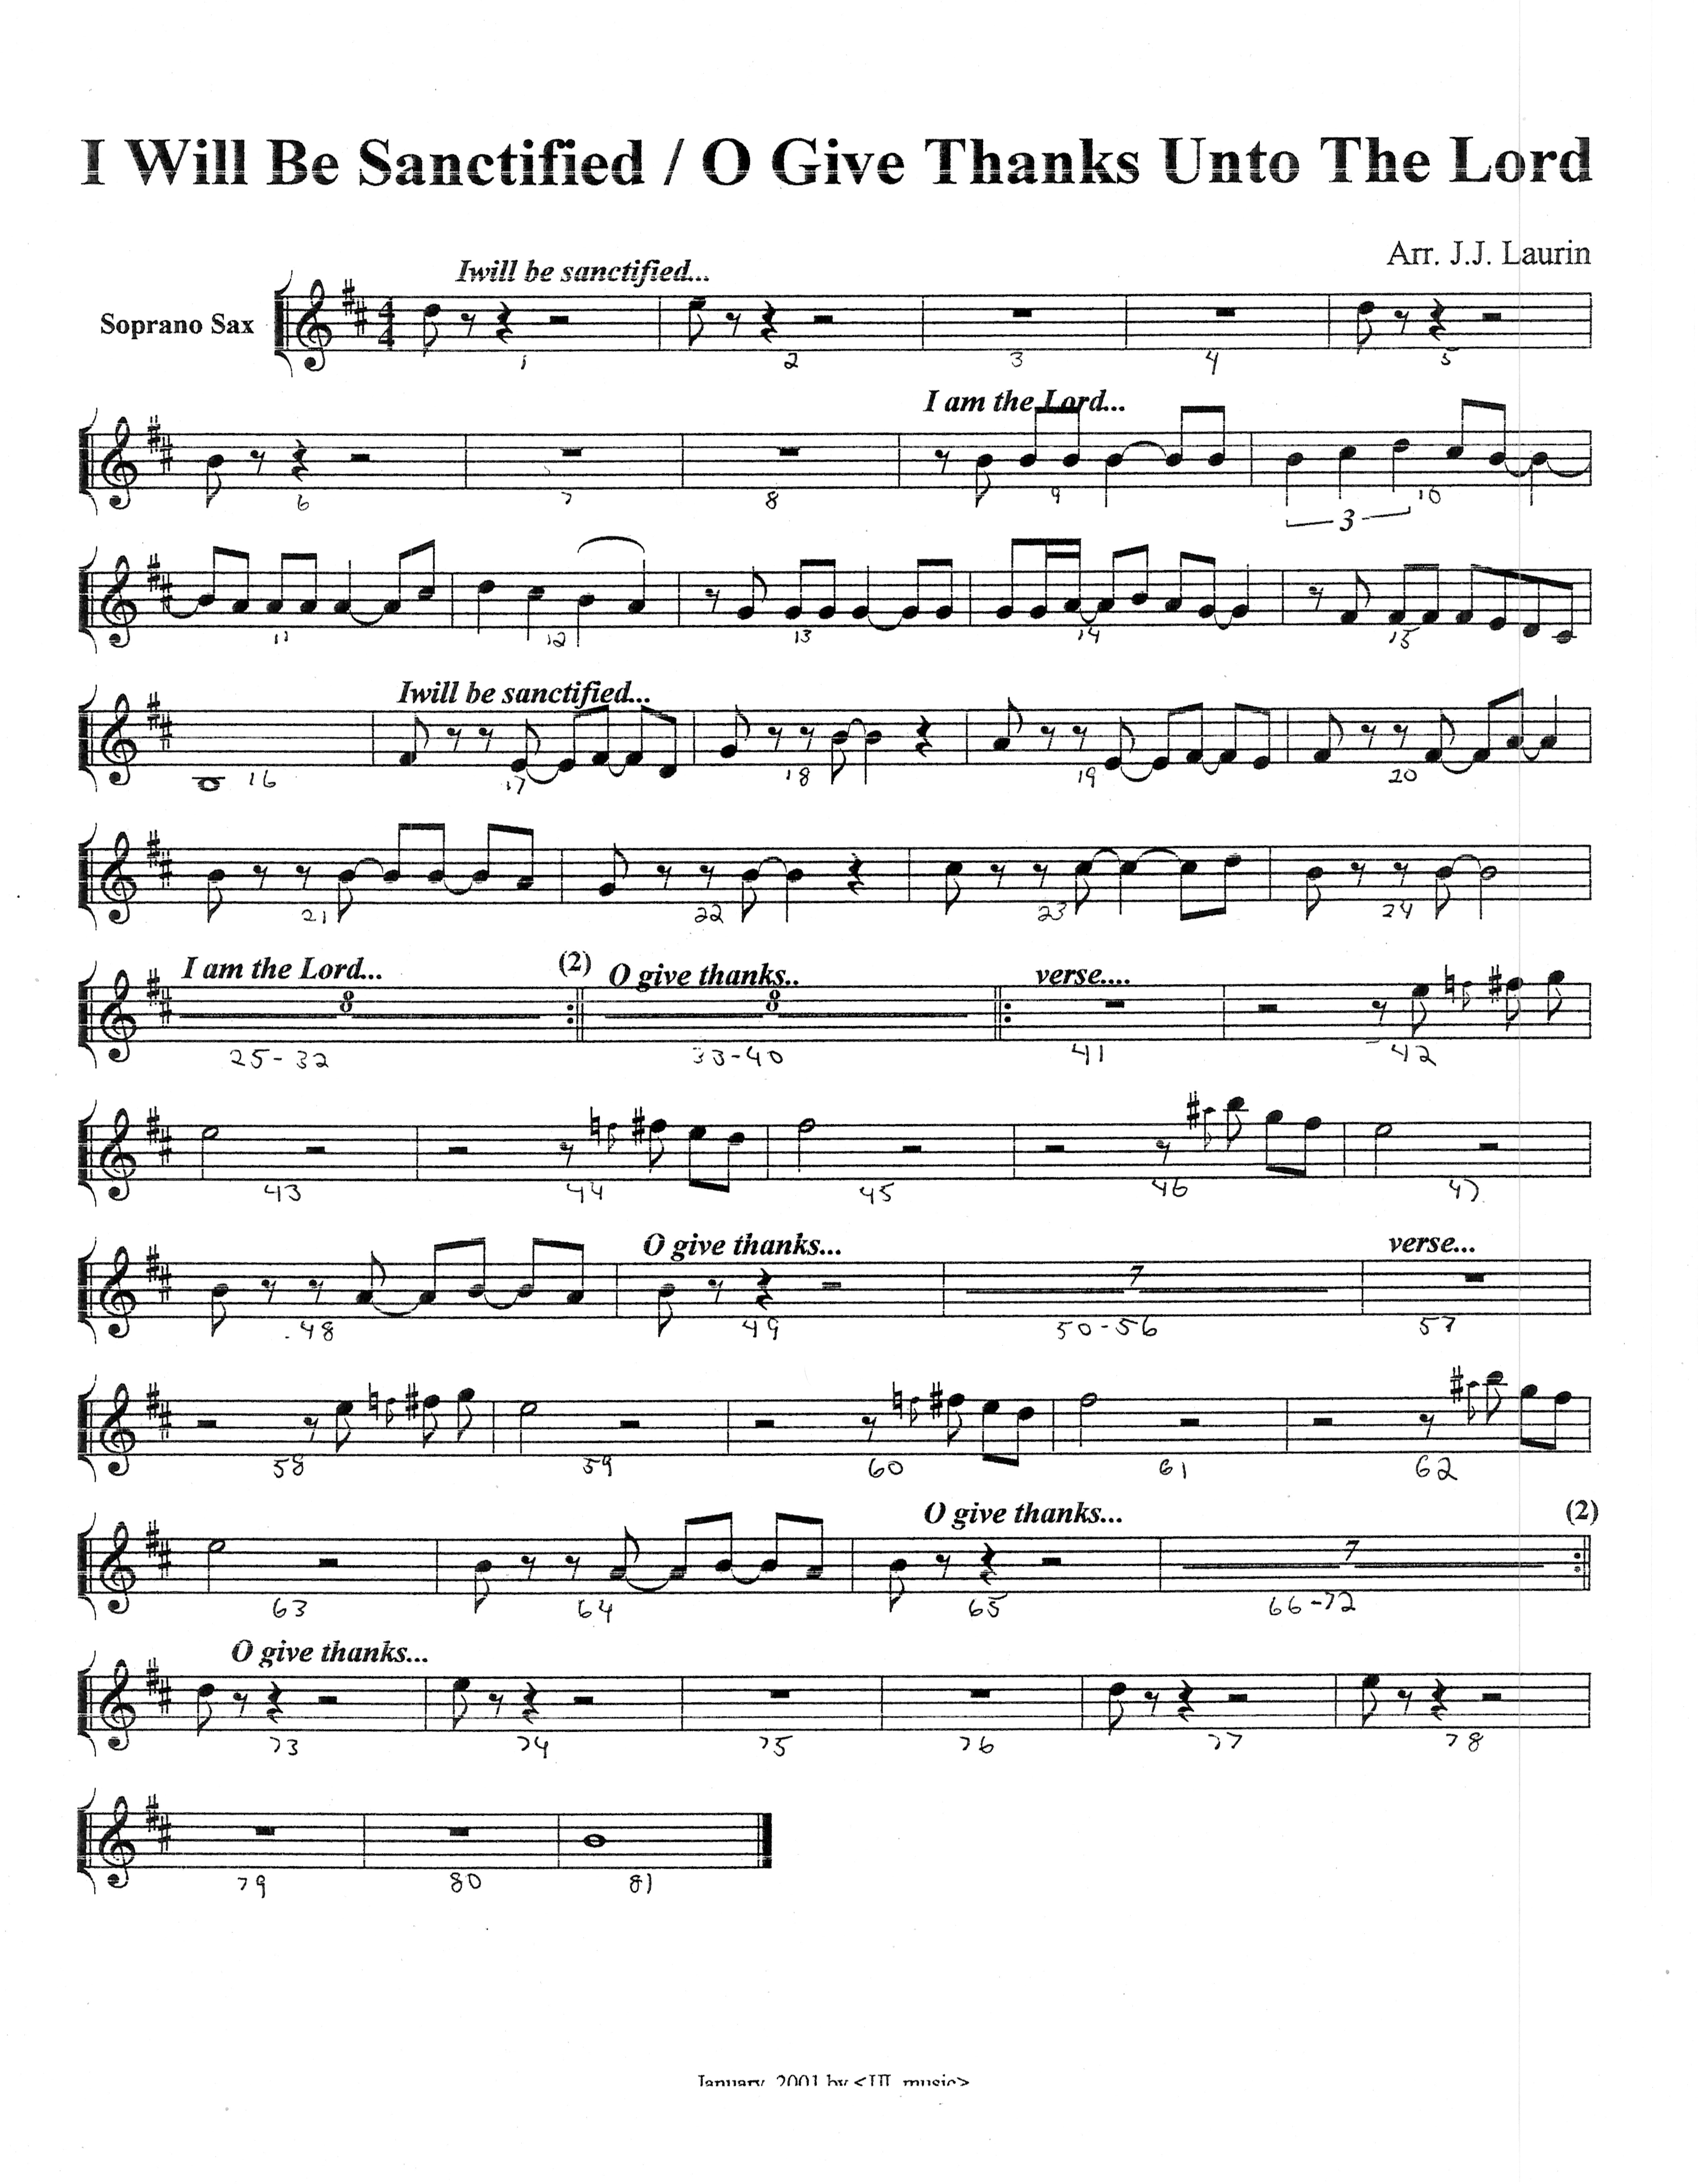 I Will Be Sanctified / O Give Thanks Unto The Lord
Arr. J.J. Laurin
Iwill be sanctified...
Soprano Sax
4
4
1 2 3 4 5
I am the Lord...
6 7 8 9 10
3
11 12 13 14 15
Iwill be sanctified...
16 17 18 19 20
21 22 23 24
I am the Lord... (2) O give thanks.. verse....
8 8
25-32 33-40 41 42
43 44 45 46 47
O give thanks... verse...
7
48 49 50-56 57
58 59 60 61 62
O give thanks... (2)
7
63 64 65 66-72
O give thanks...
73 74 75 76 77 78
79 80 81
January, 2001 by < music>